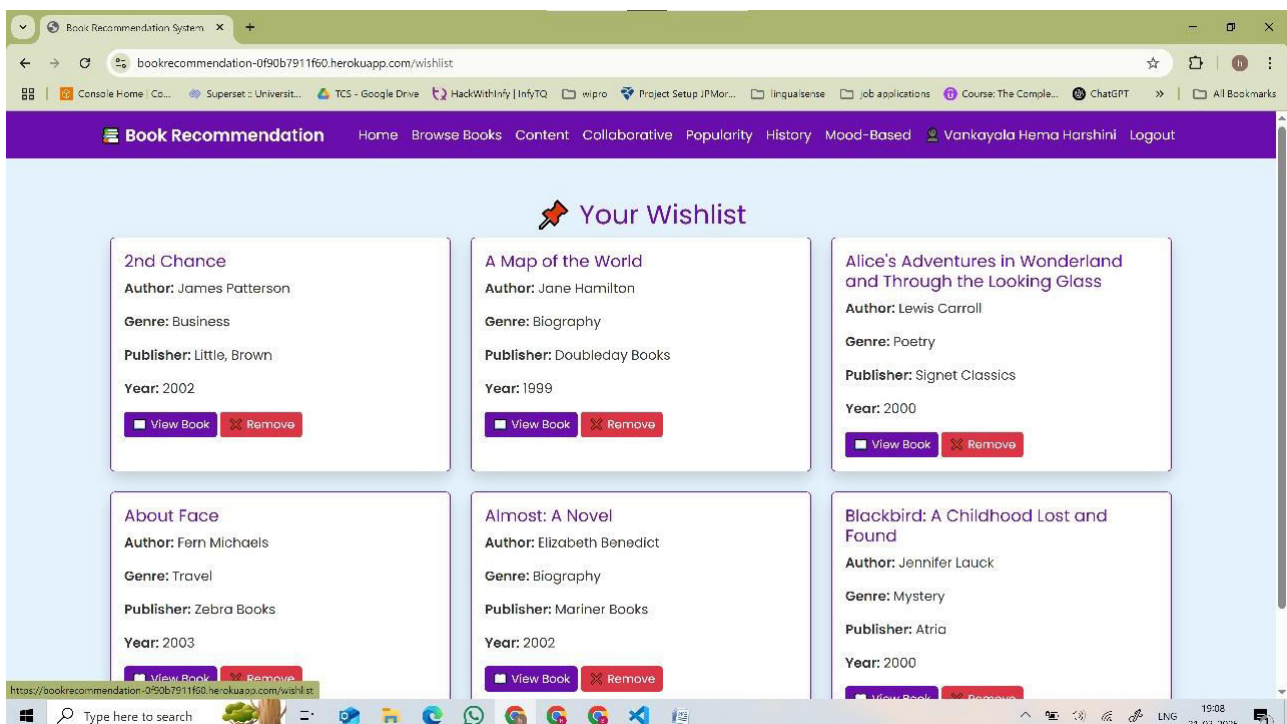 Book Recommendation System
bookrecommendation-0f90b7911f60.herokuapp.com/wishlist
h
Console Home | Co... Superset :: Universit... TCS - Google Drive HackWithInfy | InfyTQ wipro Project Setup JPMor... lingualsense job applications Course: The Comple... ChatGPT » All Bookmarks
Book Recommendation Home Browse Books Content Collaborative Popularity History Mood-Based Vankayala Hema Harshini Logout
Your Wishlist
2nd Chance
Author: James Patterson
Genre: Business
Publisher: Little, Brown
Year: 2002
View Book Remove
A Map of the World
Author: Jane Hamilton
Genre: Biography
Publisher: Doubleday Books
Year: 1999
View Book Remove
Alice's Adventures in Wonderland
and Through the Looking Glass
Author: Lewis Carroll
Genre: Poetry
Publisher: Signet Classics
Year: 2000
View Book Remove
About Face
Author: Fern Michaels
Genre: Travel
Publisher: Zebra Books
Year: 2003
View Book Remove
Almost: A Novel
Author: Elizabeth Benedict
Genre: Biography
Publisher: Mariner Books
Year: 2002
View Book Remove
Blackbird: A Childhood Lost and
Found
Author: Jennifer Lauck
Genre: Mystery
Publisher: Atria
Year: 2000
View Book Remove
https://bookrecommendation-0f90b7911f60.herokuapp.com/wishlist
Type here to search
LNG
19:08